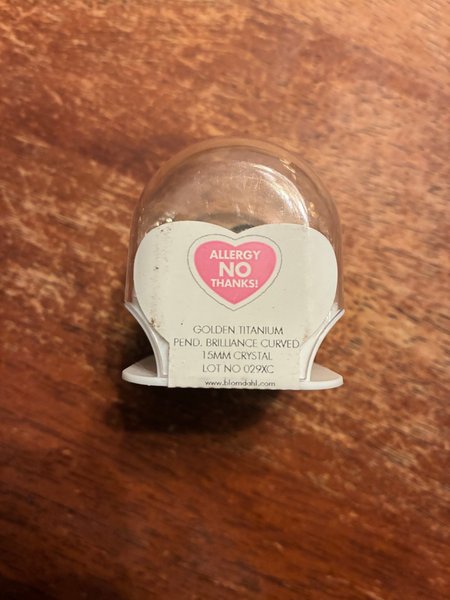 ALLERGY
NO
THANKS!
GOLDEN TITANIUM
PEND. BRILLIANCE CURVED
15MM CRYSTAL
LOT NO 029XC
www.blomdahl.com